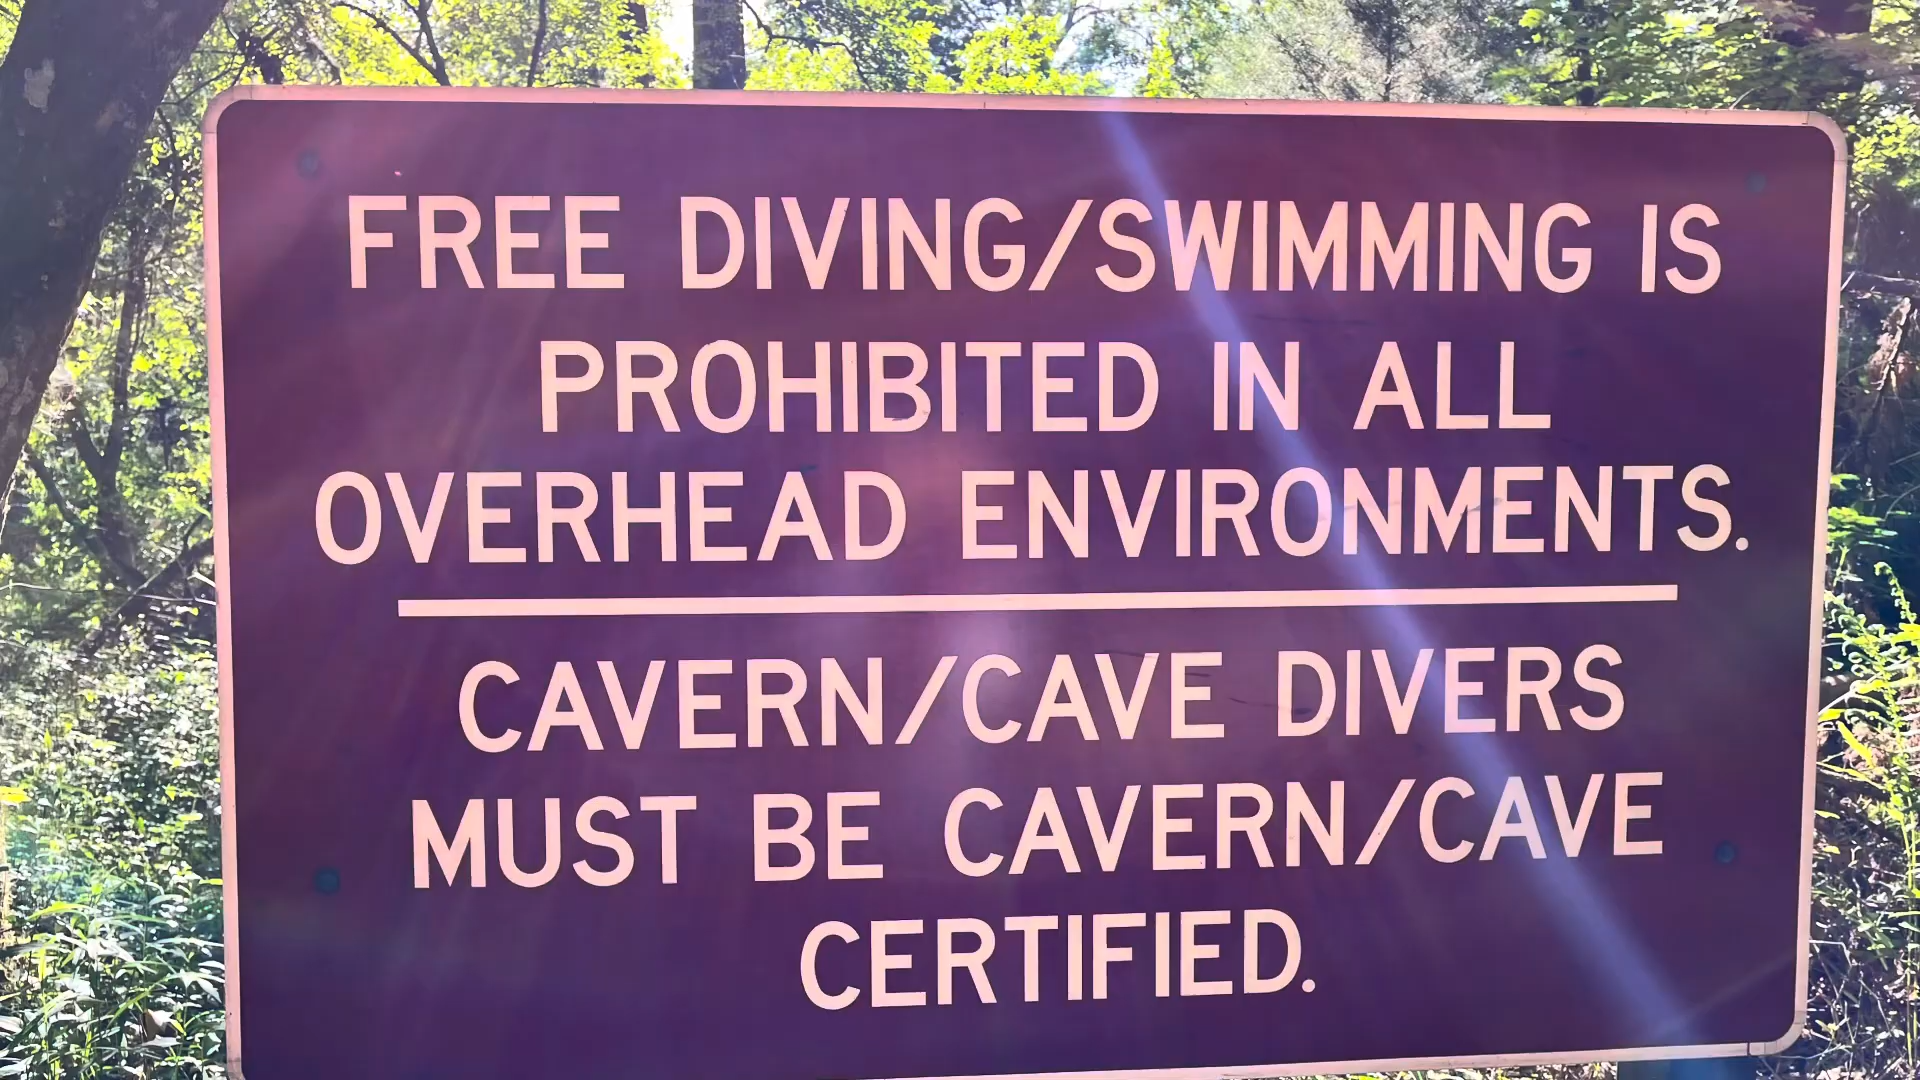 FREE DIVING/SWIMMING IS
PROHIBITED IN ALL
OVERHEAD ENVIRONMENTS.
CAVERN/CAVE DIVERS
MUST BE CAVERN/CAVE
CERTIFIED.